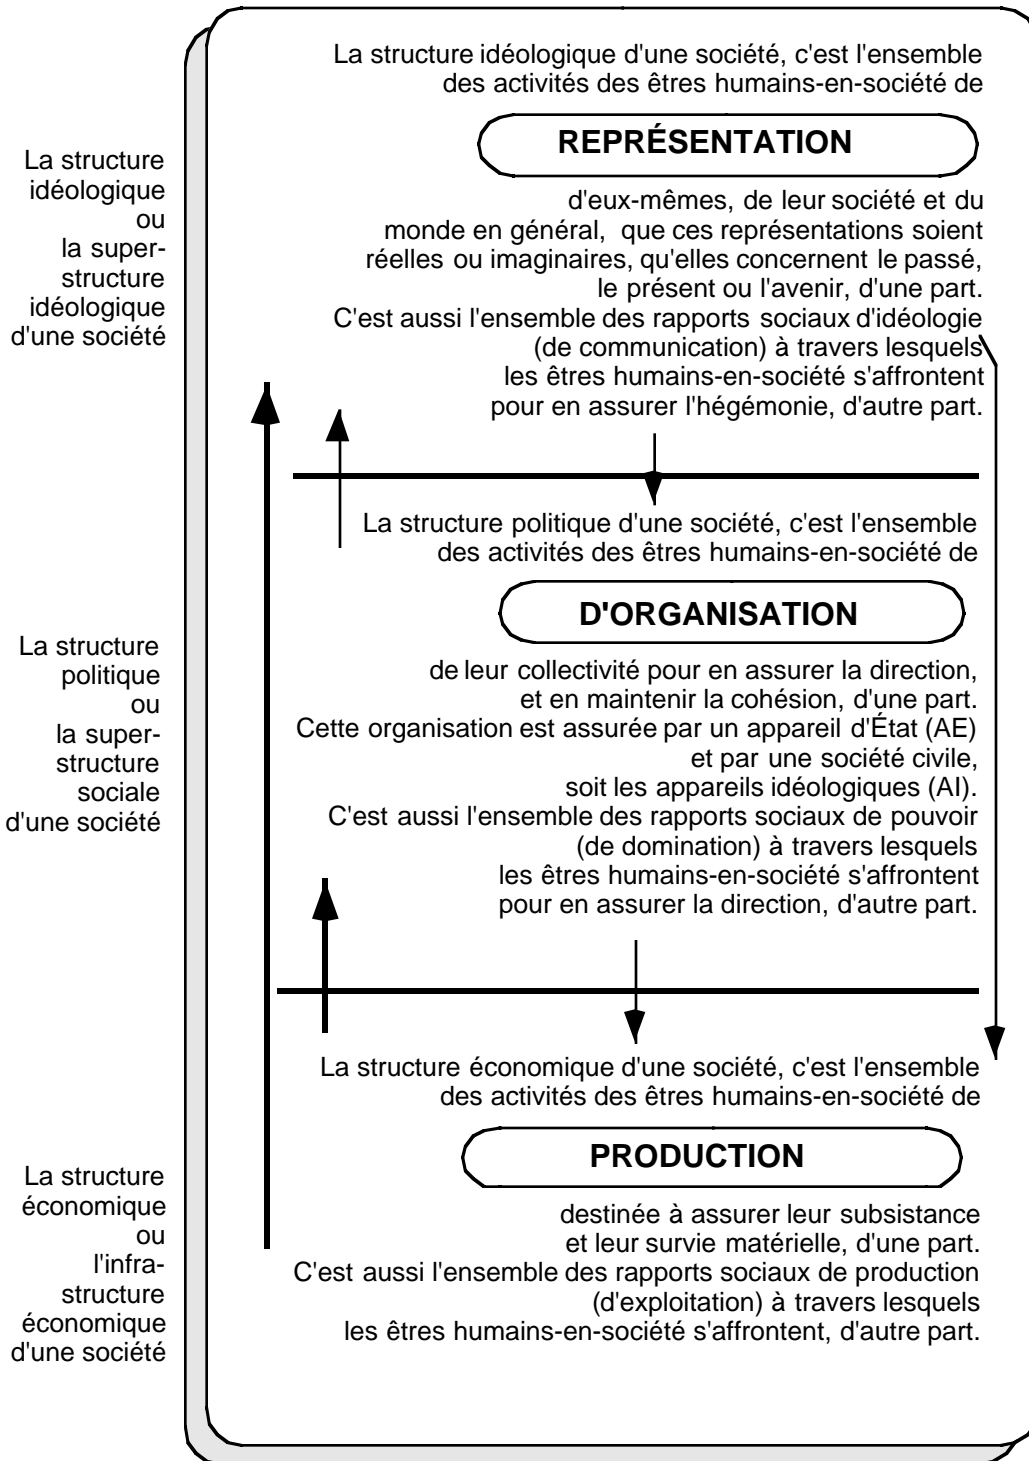 La structure idéologique d'une société, c'est l'ensemble
des activités des êtres humains-en-société de
REPRÉSENTATION
d'eux-mêmes, de leur société et du
monde en général, que ces représentations soient
réelles ou imaginaires, qu'elles concernent le passé,
le présent ou l'avenir, d'une part.
C'est aussi l'ensemble des rapports sociaux d'idéologie
(de communication) à travers lesquels
les êtres humains-en-société s'affrontent
pour en assurer l'hégémonie, d'autre part.
La structure
idéologique
ou
la super-
structure
idéologique
d'une société
La structure politique d'une société, c'est l'ensemble
des activités des êtres humains-en-société de
D'ORGANISATION
de leur collectivité pour en assurer la direction,
et en maintenir la cohésion, d'une part.
Cette organisation est assurée par un appareil d'État (AE)
et par une société civile,
soit les appareils idéologiques (AI).
C'est aussi l'ensemble des rapports sociaux de pouvoir
(de domination) à travers lesquels
les êtres humains-en-société s'affrontent
pour en assurer la direction, d'autre part.
La structure
politique
ou
la super-
structure
sociale
d'une société
La structure économique d'une société, c'est l'ensemble
des activités des êtres humains-en-société de
PRODUCTION
destinée à assurer leur subsistance
et leur survie matérielle, d'une part.
C'est aussi l'ensemble des rapports sociaux de production
(d'exploitation) à travers lesquels
les êtres humains-en-société s'affrontent, d'autre part.
La structure
économique
ou
l'infra-
structure
économique
d'une société